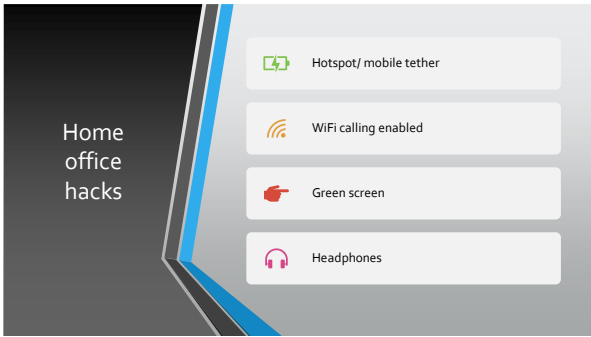 Home
office
hacks
Hotspot/ mobile tether
WiFi calling enabled
Green screen
Headphones